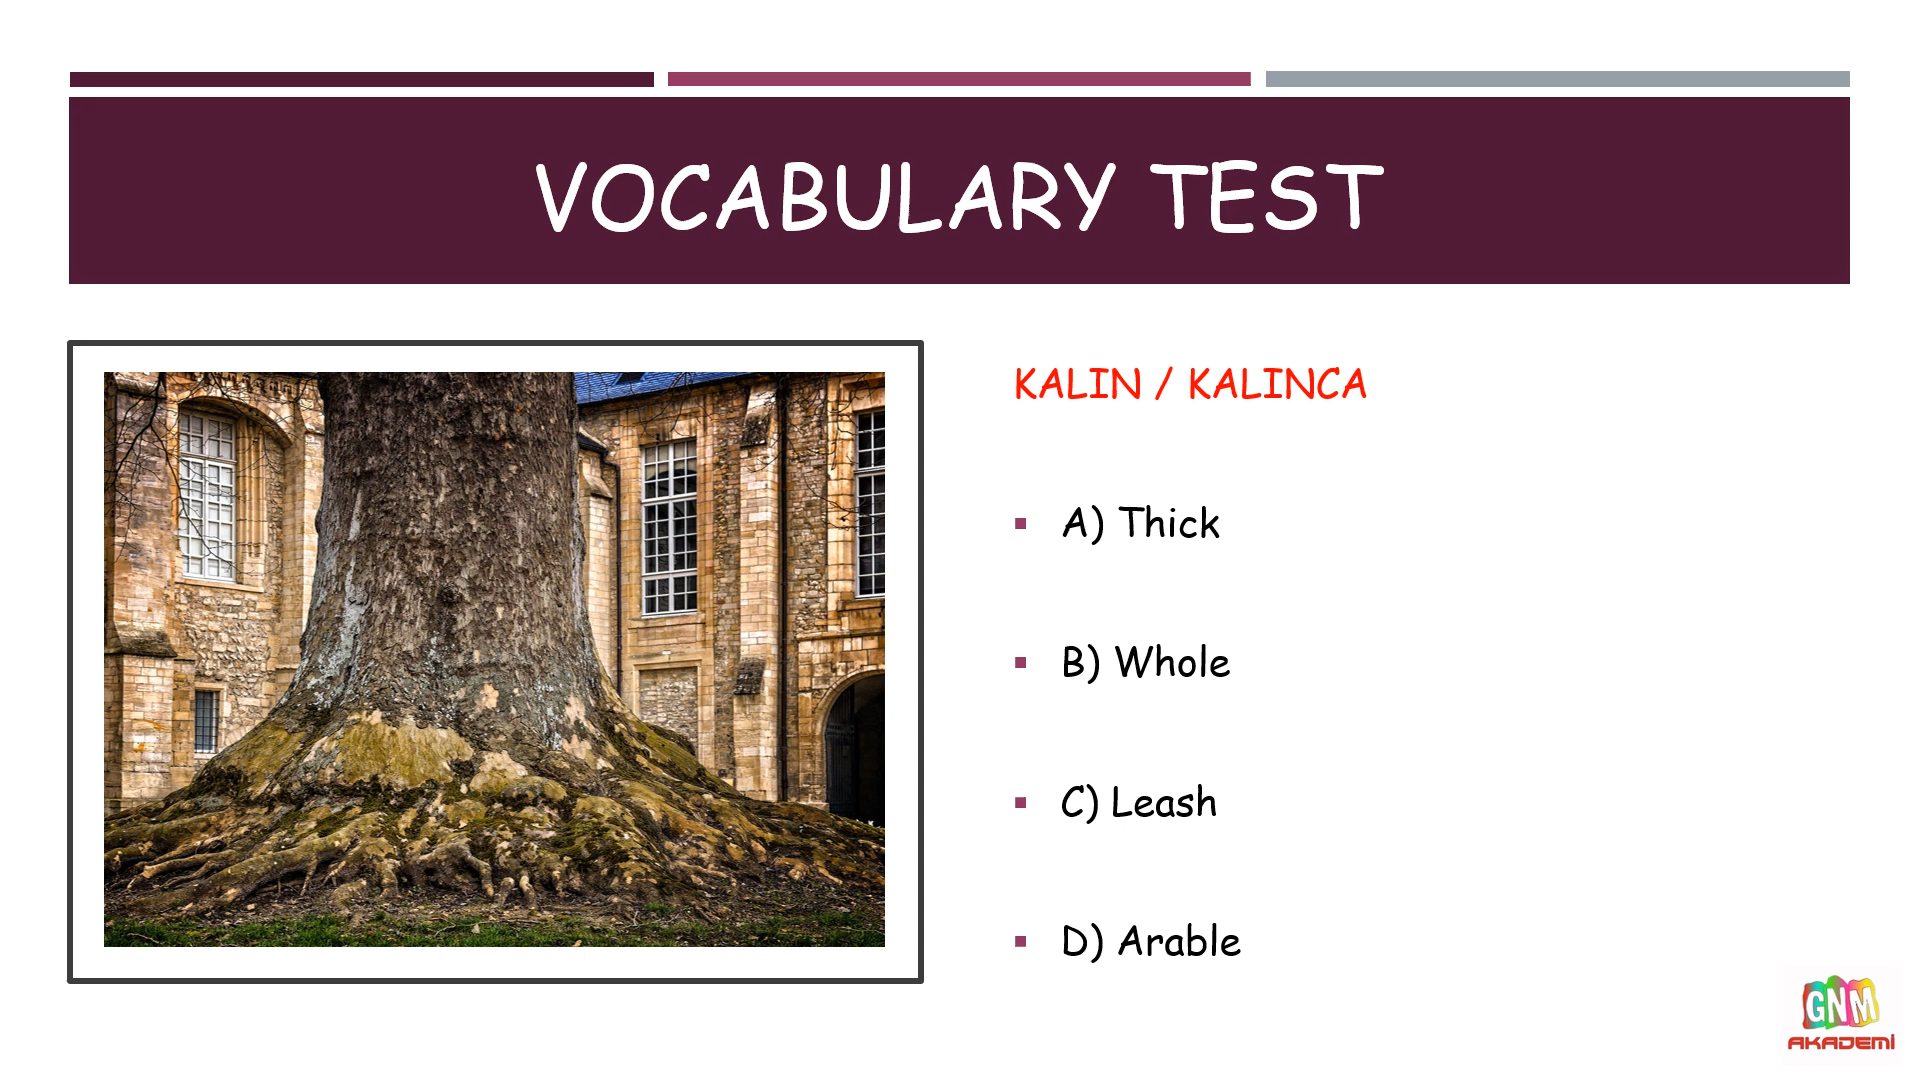 VOCABULARY TEST
KALIN / KALINCA
A) Thick
B) Whole
C) Leash
D) Arable
GNM
AKADEMİ